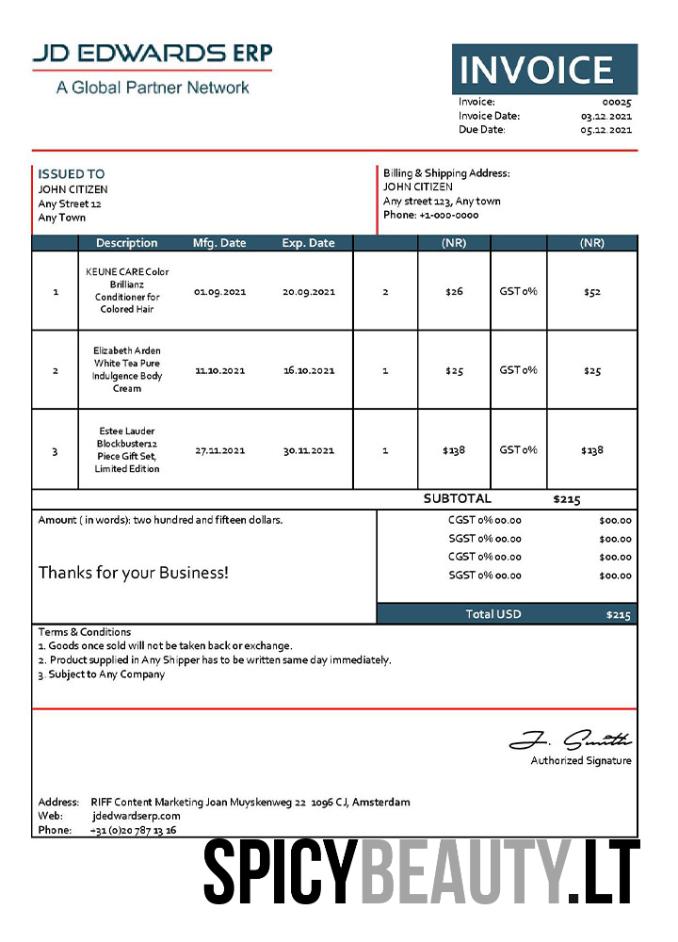 JD EDWARDS ERP
A Global Partner Network
INVOICE
Invoice: 00025
Invoice Date: 03.12.2021
Due Date: 05.12.2021
ISSUED TO
JOHN CITIZEN
Any Street 12
Any Town
Billing & Shipping Address:
JOHN CITIZEN
Any street 123, Any town
Phone: +1-000-0000
Description Mfg. Date Exp. Date (NR) (NR)
KEUNE CARE Color
Brillianz
1 Conditioner for 01.09.2021 20.09.2021 2 $26 GST 0% $52
Colored Hair
Elizabeth Arden
White Tea Pure
2 Indulgence Body 11.10.2021 16.10.2021 1 $25 GST 0% $25
Cream
Estee Lauder
Blockbuster12
3 Piece Gift Set, 27.11.2021 30.11.2021 1 $138 GST 0% $138
Limited Edition
SUBTOTAL $215
Amount ( in words): two hundred and fifteen dollars.
CGST 0% 00.00 $00.00
SGST 0% 00.00 $00.00
CGST 0% 00.00 $00.00
SGST 0% 00.00 $00.00
Thanks for your Business!
Total USD $215
Terms & Conditions
1. Goods once sold will not be taken back or exchange.
2. Product supplied in Any Shipper has to be written same day immediately.
3. Subject to Any Company
J. Smith
Authorized Signature
Address: RIFF Content Marketing Joan Muyskenweg 22 1096 CJ, Amsterdam
Web: jdedwardserp.com
Phone: +31 (0)20 787 13 16
SPICYBEAUTY.LT